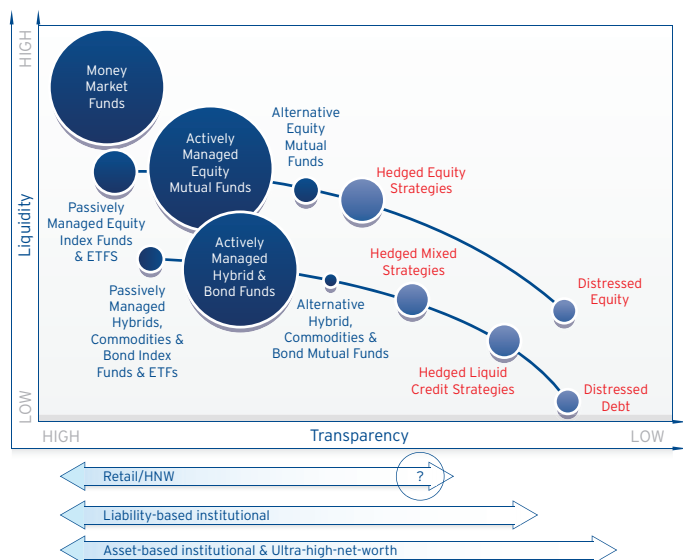 HIGH
Liquidity
LOW
Money
Market
Funds
Actively
Managed
Equity
Mutual Funds
Alternative
Equity
Mutual
Funds
Hedged Equity
Strategies
Passively
Managed Equity
Index Funds
& ETFS
Actively
Managed
Hybrid &
Bond Funds
Hedged Mixed
Strategies
Distressed
Equity
Passively
Managed
Hybrids,
Commodities &
Bond Index
Funds & ETFs
Alternative
Hybrid,
Commodities &
Bond Mutual Funds
Hedged Liquid
Credit Strategies
Distressed
Debt
HIGH
Transparency
LOW
Retail/HNW
?
Liability-based institutional
Asset-based institutional & Ultra-high-net-worth